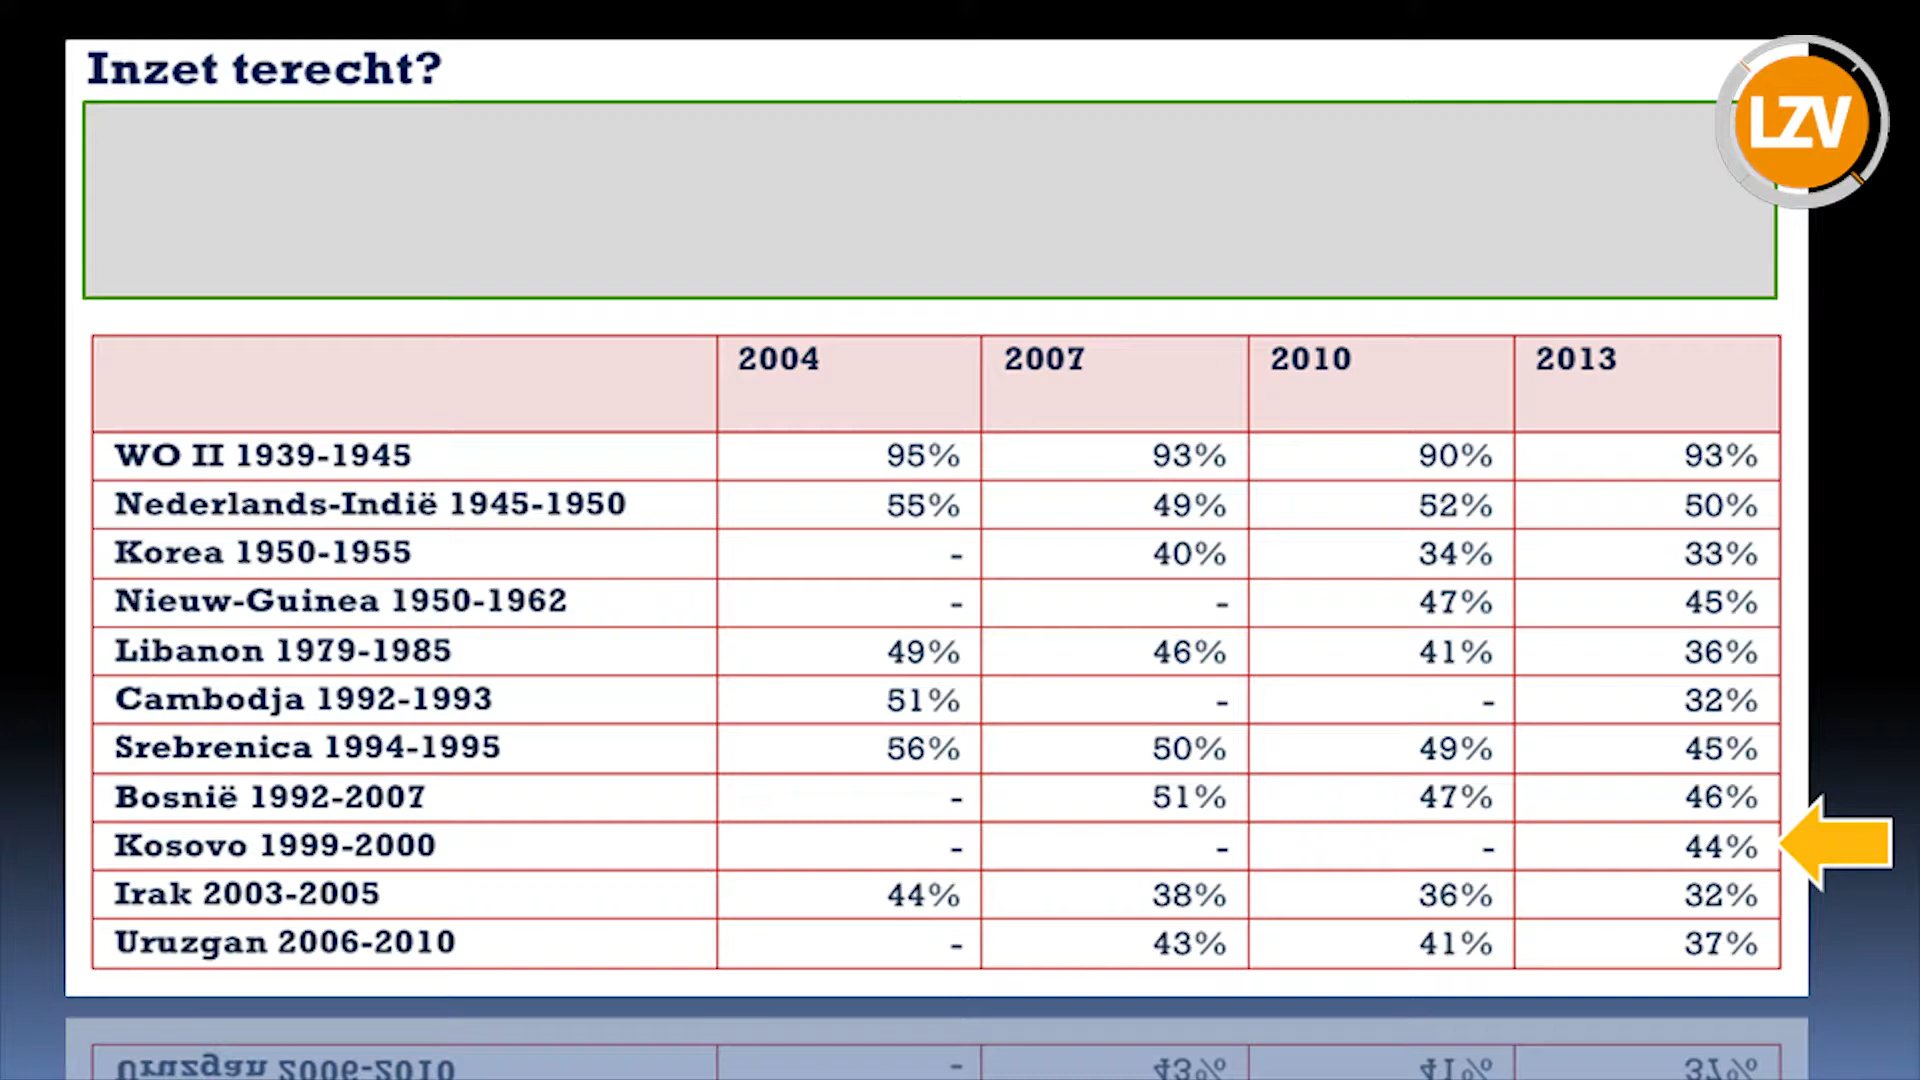 Inzet terecht?
LZV
2004 2007 2010 2013
WO II 1939-1945 95% 93% 90% 93%
Nederlands-Indië 1945-1950 55% 49% 52% 50%
Korea 1950-1955 - 40% 34% 33%
Nieuw-Guinea 1950-1962 - - 47% 45%
Libanon 1979-1985 49% 46% 41% 36%
Cambodja 1992-1993 51% - - 32%
Srebrenica 1994-1995 56% 50% 49% 45%
Bosnië 1992-2007 - 51% 47% 46%
Kosovo 1999-2000 - - - 44%
Irak 2003-2005 44% 38% 36% 32%
Uruzgan 2006-2010 - 43% 41% 37%